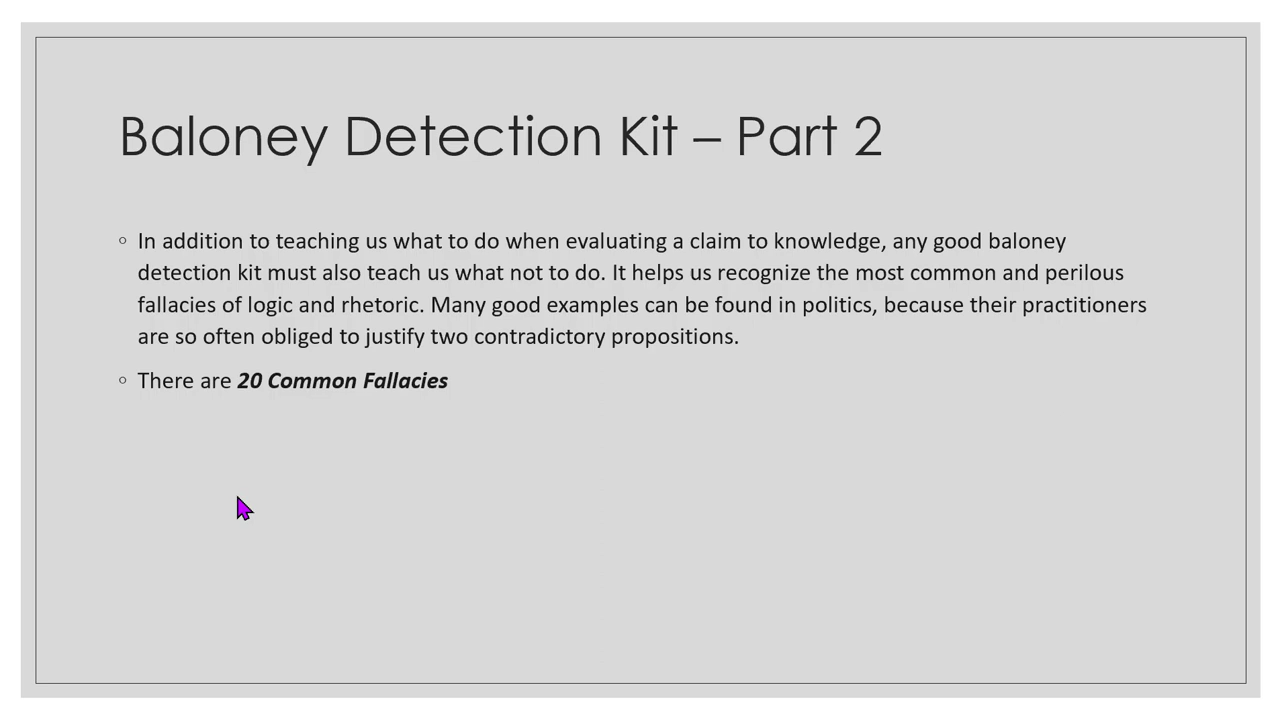 Baloney Detection Kit – Part 2
◦ In addition to teaching us what to do when evaluating a claim to knowledge, any good baloney
detection kit must also teach us what not to do. It helps us recognize the most common and perilous
fallacies of logic and rhetoric. Many good examples can be found in politics, because their practitioners
are so often obliged to justify two contradictory propositions.
◦ There are 20 Common Fallacies